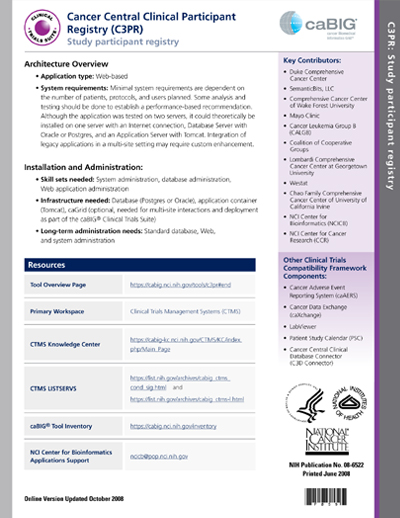 CLINICAL
TRIALS SUITE
Cancer Central Clinical Participant
Registry (C3PR)
Study participant registry
caBIG®
C3PR: Study participant registry
Architecture Overview
• Application type: Web-based
• System requirements: Minimal system requirements are dependent on
the number of patients, protocols, and users planned. Some analysis and
testing should be done to establish a performance-based recommendation.
Although the application was tested on two servers, it could theoretically be
installed on one server with an Internet connection, Database Server with
Oracle or Postgres, and an Application Server with Tomcat. Integration of
legacy applications in a multi-site setting may require custom enhancement.
Installation and Administration:
• Skill sets needed: System administration, database administration,
Web application administration
• Infrastructure needed: Database (Postgres or Oracle), application container
(Tomcat), caGrid (optional, needed for multi-site interactions and deployment
as part of the caBIG® Clinical Trials Suite)
• Long-term administration needs: Standard database, Web,
and system administration
Resources
Tool Overview Page
https://cabig.nci.nih.gov/tools/c3pr#end
Primary Workspace
Clinical Trials Management Systems (CTMS)
CTMS Knowledge Center
https://cabig-kc.nci.nih.gov/CTMS/KC/index.
php/Main_Page
CTMS LISTSERVS
https://list.nih.gov/archives/cabig_ctms_
cond_sig.html and
https://list.nih.gov/archives/cabig_ctms-l.html
caBIG® Tool Inventory
https://cabig.nci.nih.gov/inventory
NCI Center for Bioinformatics
Applications Support
ncicb@pop.nci.nih.gov
Online Version Updated October 2008
Key Contributors:
• Duke Comprehensive
Cancer Center
• SemanticBits, LLC
• Comprehensive Cancer Center
of Wake Forest University
• Mayo Clinic
• Cancer Leukemia Group B
(CALGB)
• Coalition of Cooperative
Groups
• Lombardi Comprehensive
Cancer Center at Georgetown
University
• Westat
• Chao Family Comprehensive
Cancer Center of University of
California Irvine
• NCI Center for
Bioinformatics (NCICB)
• NCI Center for Cancer
Research (CCR)
Other Clinical Trials
Compatibility Framework
Components:
• Cancer Adverse Event
Reporting System (caAERS)
• Cancer Data Exchange
(caXchange)
• LabViewer
• Patient Study Calendar (PSC)
• Cancer Central Clinical
Database Connector
(C3D Connector)
NATIONAL INSTITUTES
OF HEALTH
NATIONAL
CANCER
INSTITUTE
NIH Publication No. 08-6522
Printed June 2008